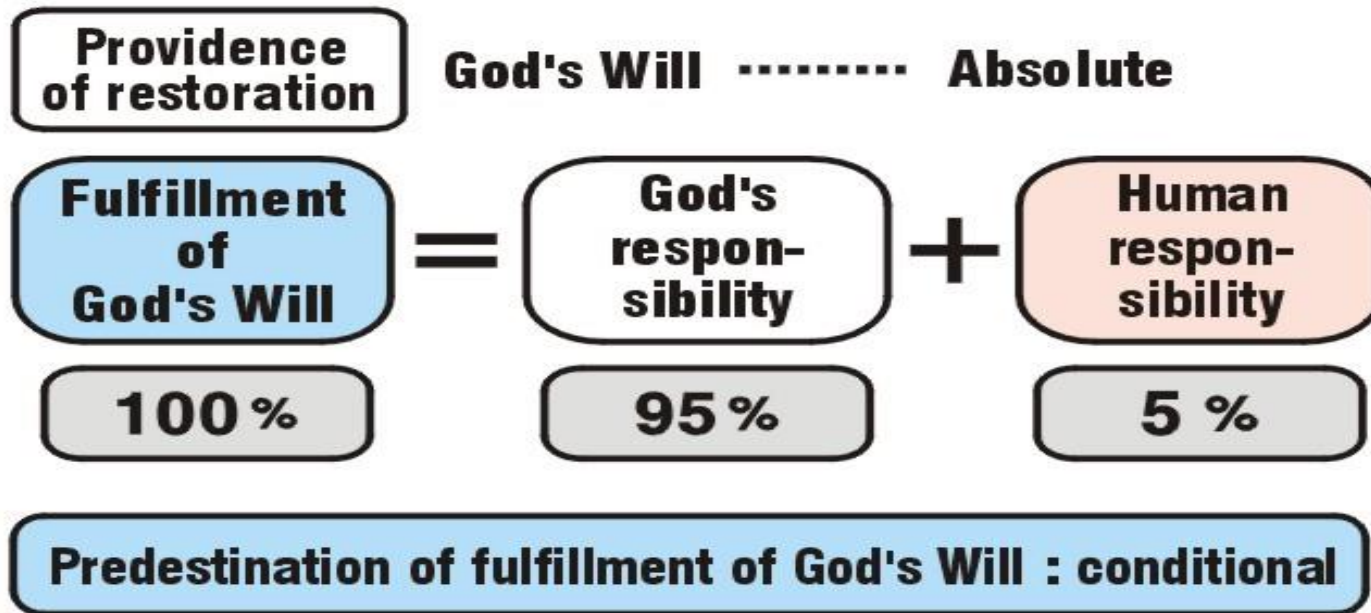 Providence
of restoration
God's Will ········· Absolute
Fulfillment
of
God's Will
=
God's
respon-
sibility
+
Human
respon-
sibility
100 %
95 %
5 %
Predestination of fulfillment of God's Will : conditional